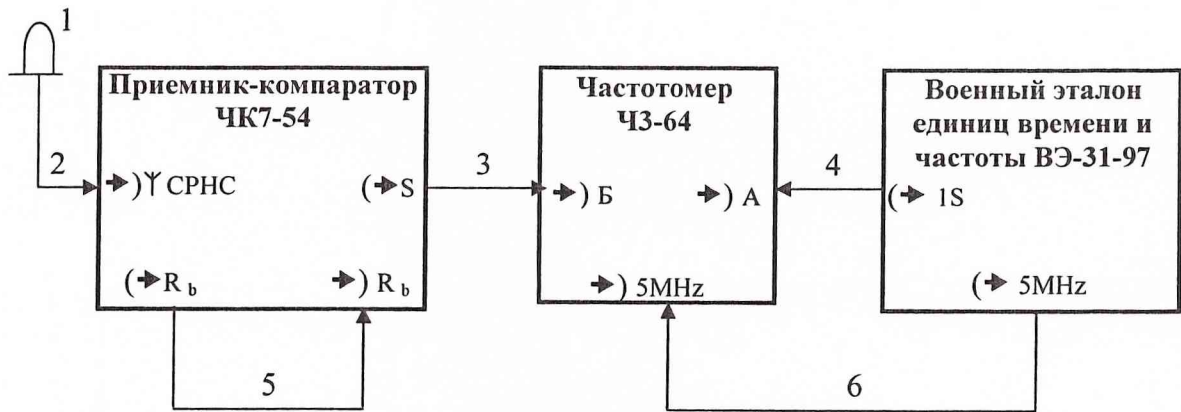 1
Приемник-компаратор
ЧК7-54
Частотомер
ЧЗ-64
Военный эталон
единиц времени и
частоты ВЭ-31-97
2
СРНС
S
3
Б
А
4
1S
R b
R b
5MHz
5MHz
5
6